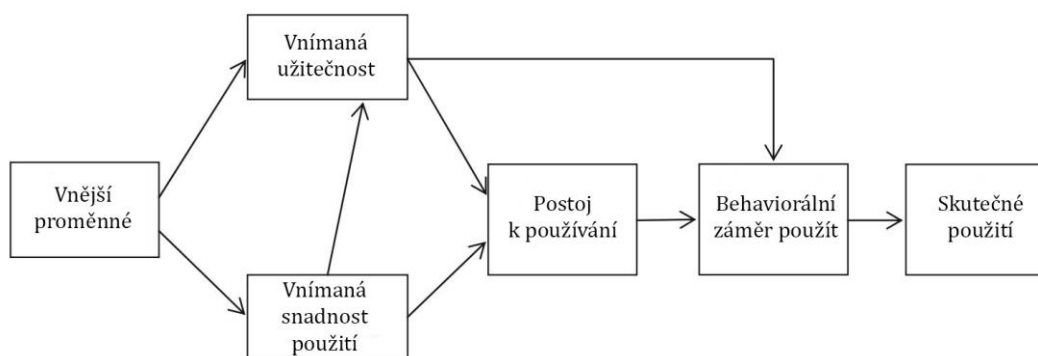 Vnímaná
užitečnost
Vnější
proměnné
Postoj
k používání
Behaviorální
záměr použít
Skutečné
použití
Vnímaná
snadnost
použití